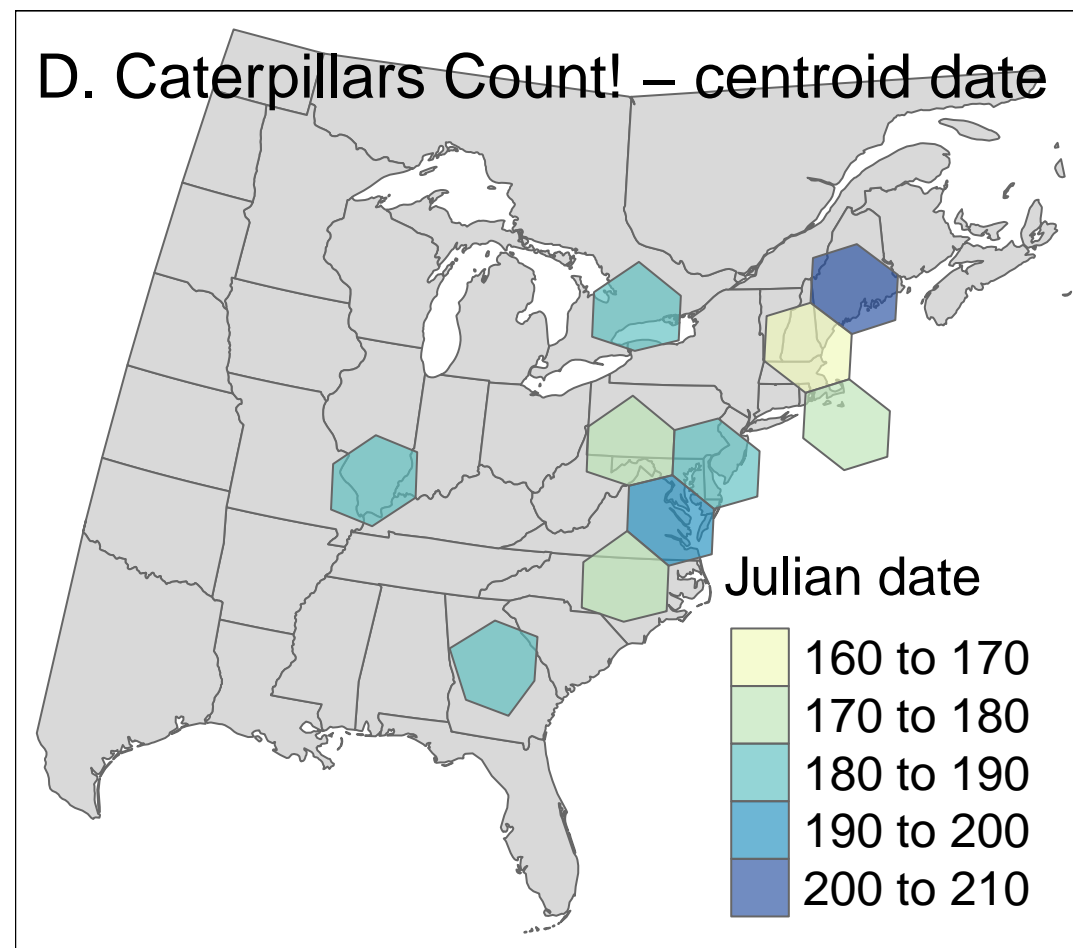 D. Caterpillars Count! – centroid date
Julian date
160 to 170
170 to 180
180 to 190
190 to 200
200 to 210